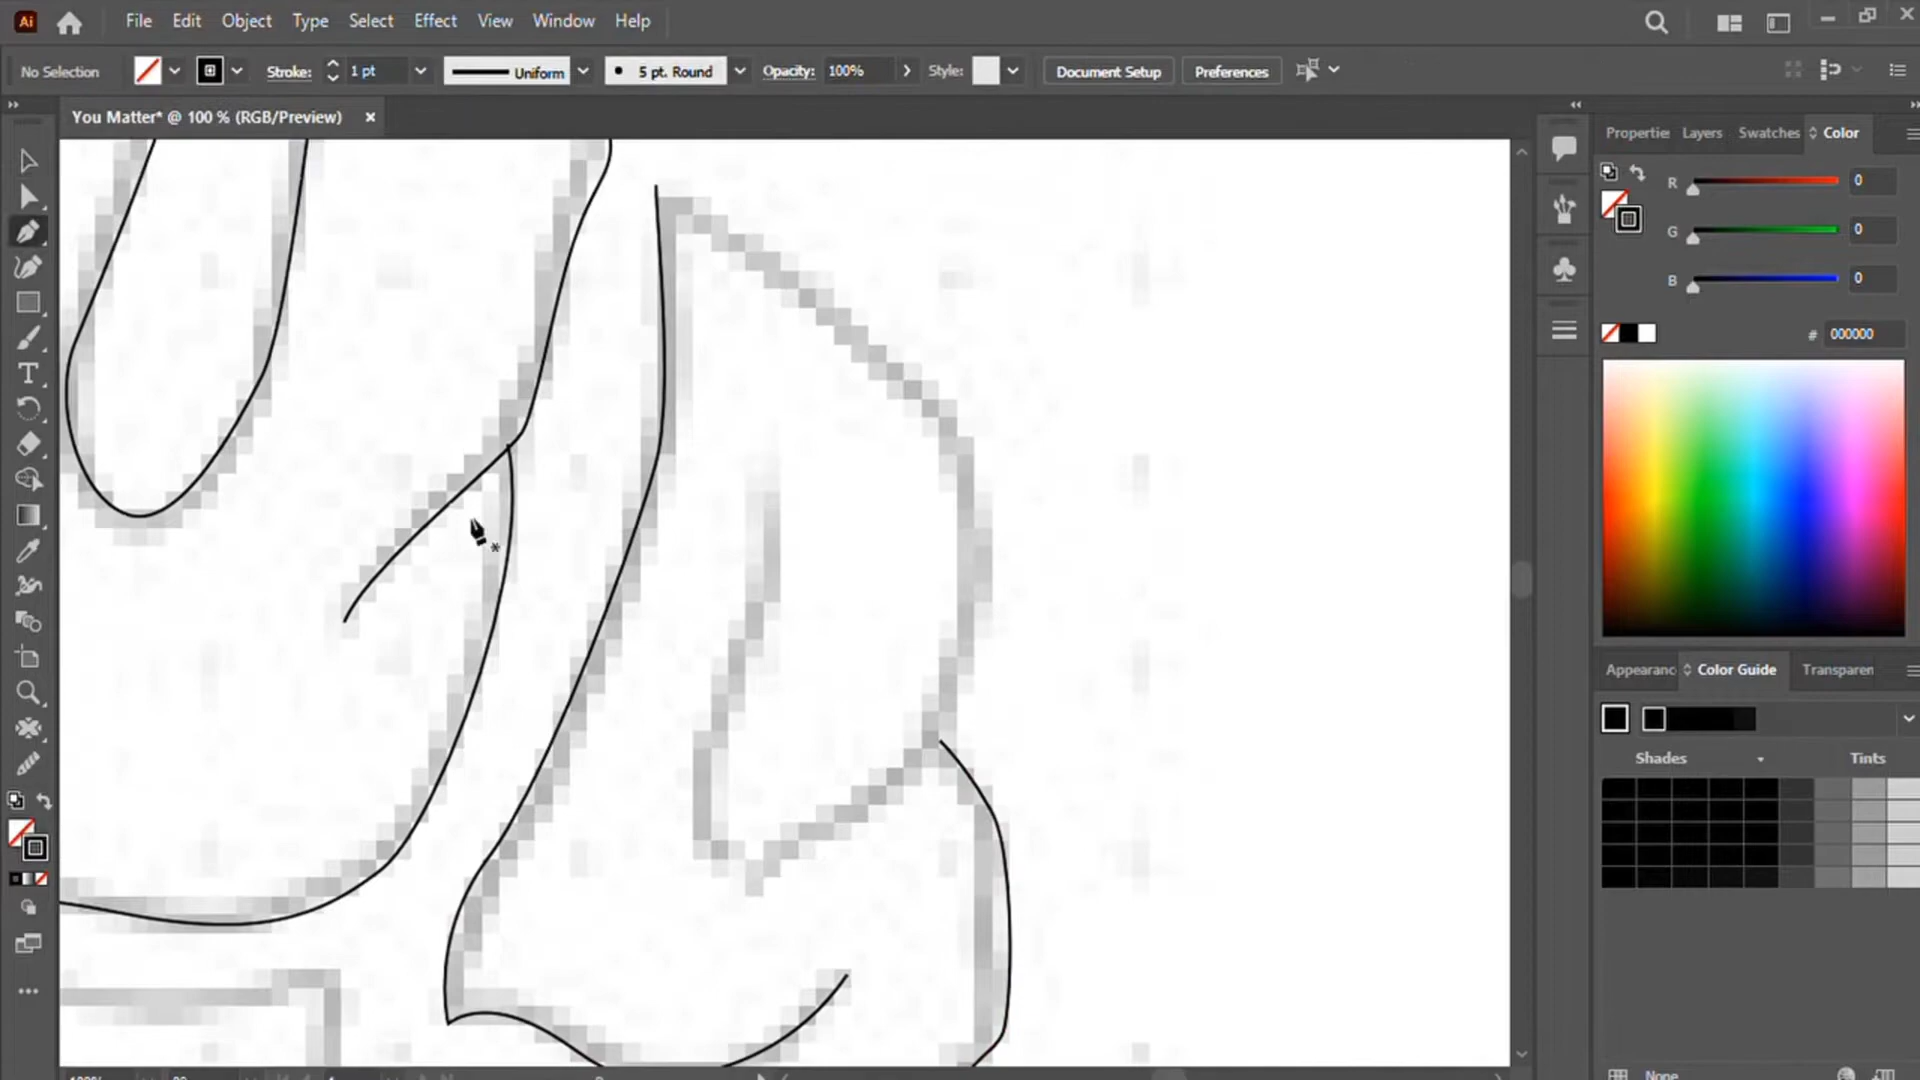 Ai File Edit Object Type Select Effect View Window Help
No Selection Stroke: 1 pt Uniform 5 pt. Round Opacity: 100% Style: Document Setup Preferences
You Matter* @ 100 % (RGB/Preview) ×
Propertie Layers Swatches Color
R 0
G 0
B 0
# 000000
Appearanc Color Guide Transparen
Shades Tints
None